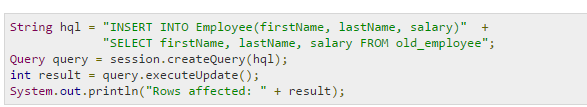 String hql = "INSERT INTO Employee(firstName, lastName, salary)"  +
"SELECT firstName, lastName, salary FROM old_employee";
Query query = session.createQuery(hql);
int result = query.executeUpdate();
System.out.println("Rows affected: " + result);